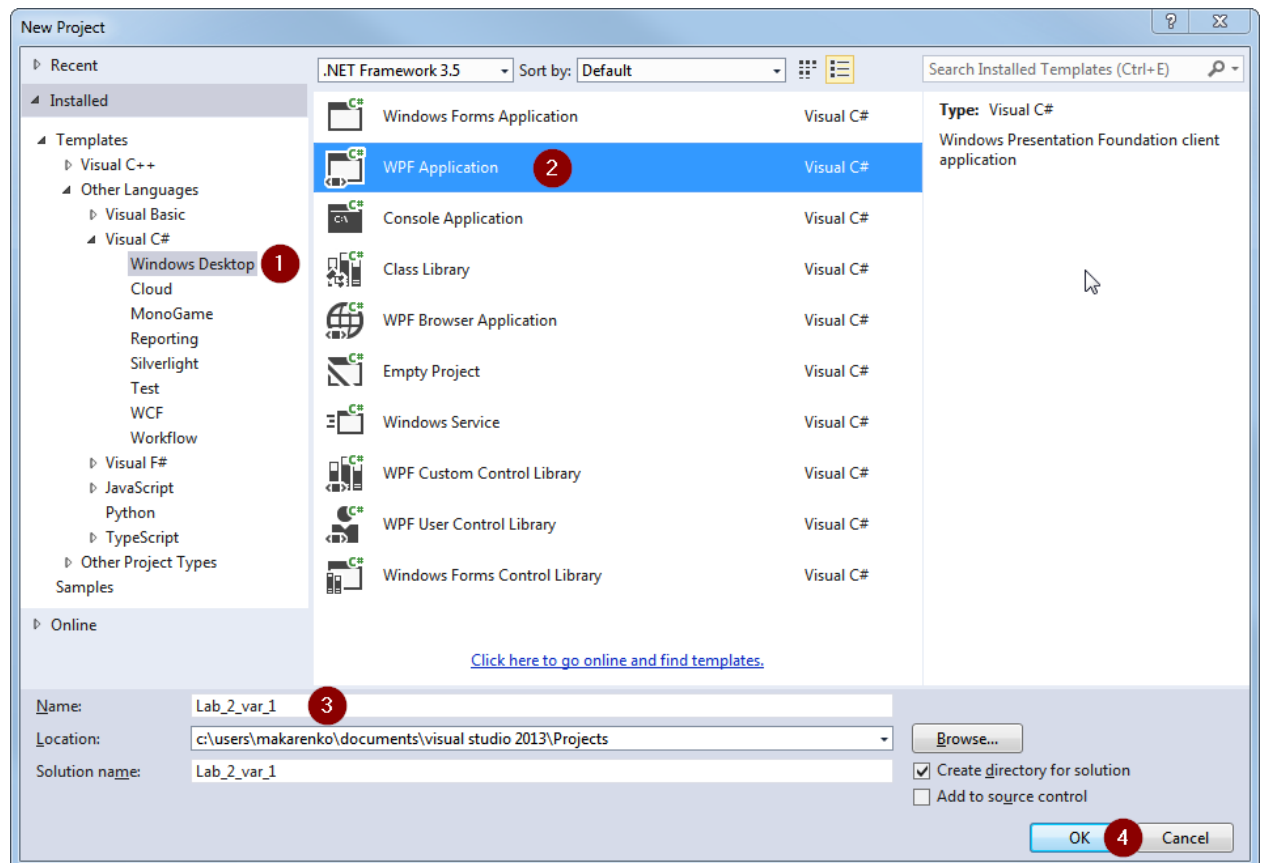 New Project
Recent
.NET Framework 3.5 Sort by: Default
Search Installed Templates (Ctrl+E)
Installed
Templates
Visual C++
Other Languages
Visual Basic
Visual C#
Windows Desktop 1
Cloud
MonoGame
Reporting
Silverlight
Test
WCF
Workflow
Visual F#
JavaScript
Python
TypeScript
Other Project Types
Samples
Online
C# Windows Forms Application Visual C#
C# WPF Application 2 Visual C#
C# C:\ Console Application Visual C#
C# Class Library Visual C#
C# WPF Browser Application Visual C#
C# Empty Project Visual C#
C# Windows Service Visual C#
C# WPF Custom Control Library Visual C#
C# WPF User Control Library Visual C#
C# Windows Forms Control Library Visual C#
Click here to go online and find templates.
Type: Visual C#
Windows Presentation Foundation client
application
Name: Lab_2_var_1 3
Location: c:\users\makarenko\documents\visual studio 2013\Projects Browse...
Solution name: Lab_2_var_1 Create directory for solution
Add to source control
OK 4 Cancel